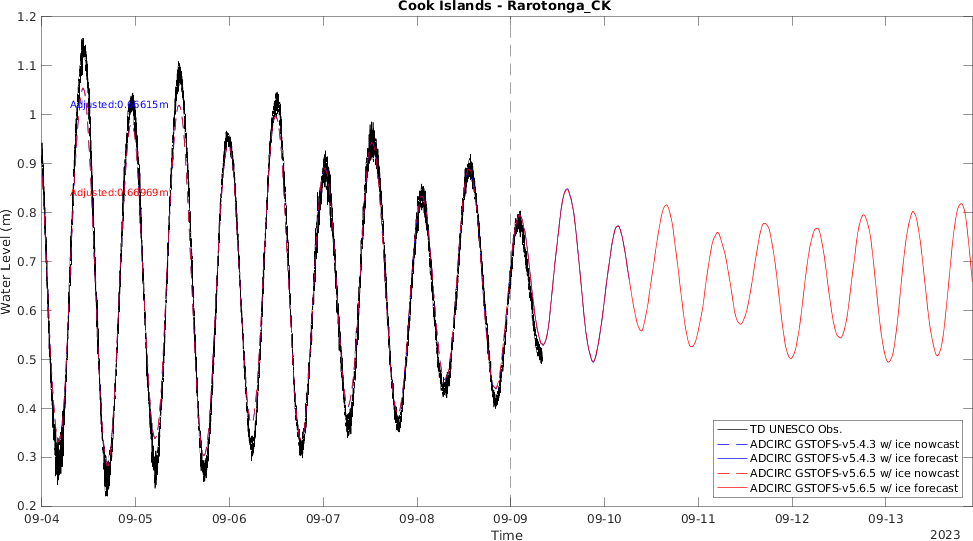 Cook Islands - Rarotonga_CK
1.2
1.1
1
0.9
0.8
0.7
0.6
0.5
0.4
0.3
0.2
Water Level (m)
Adjusted:0.66615m
Adjusted:0.66969m
TD UNESCO Obs.
ADCIRC GSTOFS-v5.4.3 w/ ice nowcast
ADCIRC GSTOFS-v5.4.3 w/ ice forecast
ADCIRC GSTOFS-v5.6.5 w/ ice nowcast
ADCIRC GSTOFS-v5.6.5 w/ ice forecast
09-04 09-05 09-06 09-07 09-08 09-09 09-10 09-11 09-12 09-13
Time
2023